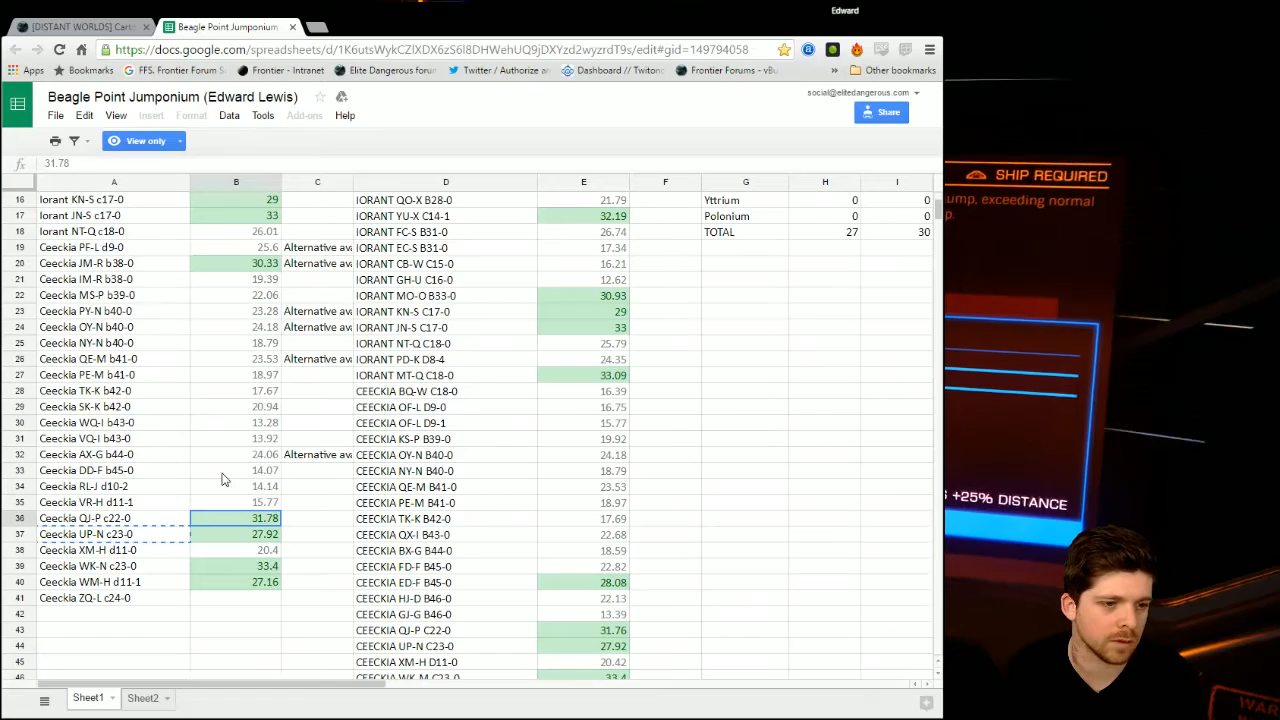 Edward
[DISTANT WORLDS] Cart
Beagle Point Jumponium
https://docs.google.com/spreadsheets/d/1K6utsWykCZlXDX6zS6l8DHWehUQ9jDXYzd2wyzrdT9s/edit#gid=149794058
Apps Bookmarks FFS. Frontier Forum S Frontier - Intranet Elite Dangerous forum Twitter / Authorize an Dashboard // Twitonc Frontier Forums - vBu » Other bookmarks
Beagle Point Jumponium (Edward Lewis)
social@elitedangerous.com
File Edit View Insert Format Data Tools Add-ons Help
Share
View only
fx 31.78
A B C D E F G H I
16 Iorant KN-S c17-0 29 IORANT QO-X B28-0 21.79 Yttrium 0 0
17 Iorant JN-S c17-0 33 IORANT YU-X C14-1 32.19 Polonium 0 0
18 Iorant NT-Q c18-0 26.01 IORANT FC-S B31-0 26.74 TOTAL 27 30
19 Ceeckia PF-L d9-0 25.6 Alternative ava IORANT EC-S B31-0 17.34
20 Ceeckia JM-R b38-0 30.33 Alternative ava IORANT CB-W C15-0 16.21
21 Ceeckia IM-R b38-0 19.39 IORANT GH-U C16-0 12.62
22 Ceeckia MS-P b39-0 22.06 IORANT MO-O B33-0 30.93
23 Ceeckia PY-N b40-0 23.28 Alternative ava IORANT KN-S C17-0 29
24 Ceeckia OY-N b40-0 24.18 Alternative ava IORANT JN-S C17-0 33
25 Ceeckia NY-N b40-0 18.79 IORANT NT-Q C18-0 25.79
26 Ceeckia QE-M b41-0 23.53 Alternative ava IORANT PD-K D8-4 24.35
27 Ceeckia PE-M b41-0 18.97 IORANT MT-Q C18-0 33.09
28 Ceeckia TK-K b42-0 17.67 CEECKIA BQ-W C18-0 16.39
29 Ceeckia SK-K b42-0 20.94 CEECKIA OF-L D9-0 16.75
30 Ceeckia WQ-I b43-0 13.28 CEECKIA OF-L D9-1 15.77
31 Ceeckia VQ-I b43-0 13.92 CEECKIA KS-P B39-0 19.92
32 Ceeckia AX-G b44-0 24.06 Alternative ava CEECKIA OY-N B40-0 24.18
33 Ceeckia DD-F b45-0 14.07 CEECKIA NY-N B40-0 18.79
34 Ceeckia RL-J d10-2 14.14 CEECKIA QE-M B41-0 23.53
35 Ceeckia VR-H d11-1 15.77 CEECKIA PE-M B41-0 18.97
36 Ceeckia QJ-P c22-0 31.78 CEECKIA TK-K B42-0 17.69
37 Ceeckia UP-N c23-0 27.92 CEECKIA QX-I B43-0 22.68
38 Ceeckia XM-H d11-0 20.4 CEECKIA BX-G B44-0 18.59
39 Ceeckia WK-N c23-0 33.4 CEECKIA FD-F B45-0 22.82
40 Ceeckia WM-H d11-1 27.16 CEECKIA ED-F B45-0 28.08
41 Ceeckia ZQ-L c24-0 CEECKIA HJ-D B46-0 22.13
42 CEECKIA GJ-G B46-0 13.39
43 CEECKIA QJ-P C22-0 31.76
44 CEECKIA UP-N C23-0 27.92
45 CEECKIA XM-H D11-0 20.42
46 CEECKIA WK-M C23-0 33.4
Sheet1 Sheet2
SHIP REQUIRED
ump, exceeding normal
+25% DISTANCE